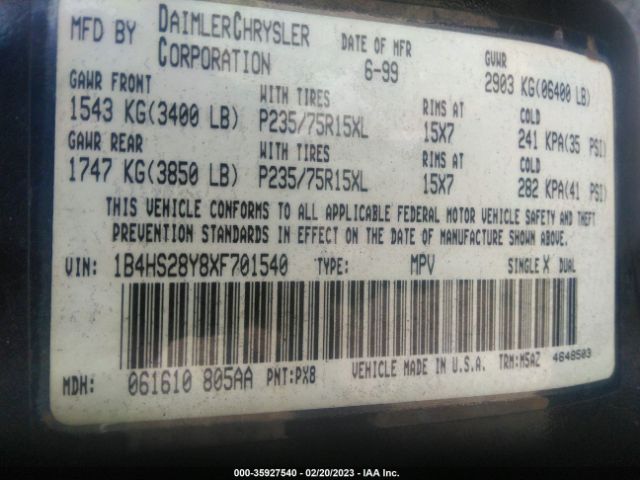 MFD BY DAIMLERCHRYSLER CORPORATION DATE OF MFR 6-99 GVWR 2903 KG(06400 LB)
GAWR FRONT WITH TIRES RIMS AT COLD
1543 KG(3400 LB) P235/75R15XL 15X7 241 KPA(35 PSI)
GAWR REAR WITH TIRES RIMS AT COLD
1747 KG(3850 LB) P235/75R15XL 15X7 282 KPA(41 PSI)
THIS VEHICLE CONFORMS TO ALL APPLICABLE FEDERAL MOTOR VEHICLE SAFETY AND THEFT
PREVENTION STANDARDS IN EFFECT ON THE DATE OF MANUFACTURE SHOWN ABOVE.
VIN: 1B4HS28Y8XF701540 TYPE: MPV SINGLE X DUAL
MDH: 061610 805AA PNT:PX8 VEHICLE MADE IN U.S.A. TRM:M5AZ 4648503
000-35927540 - 02/20/2023 - IAA Inc.